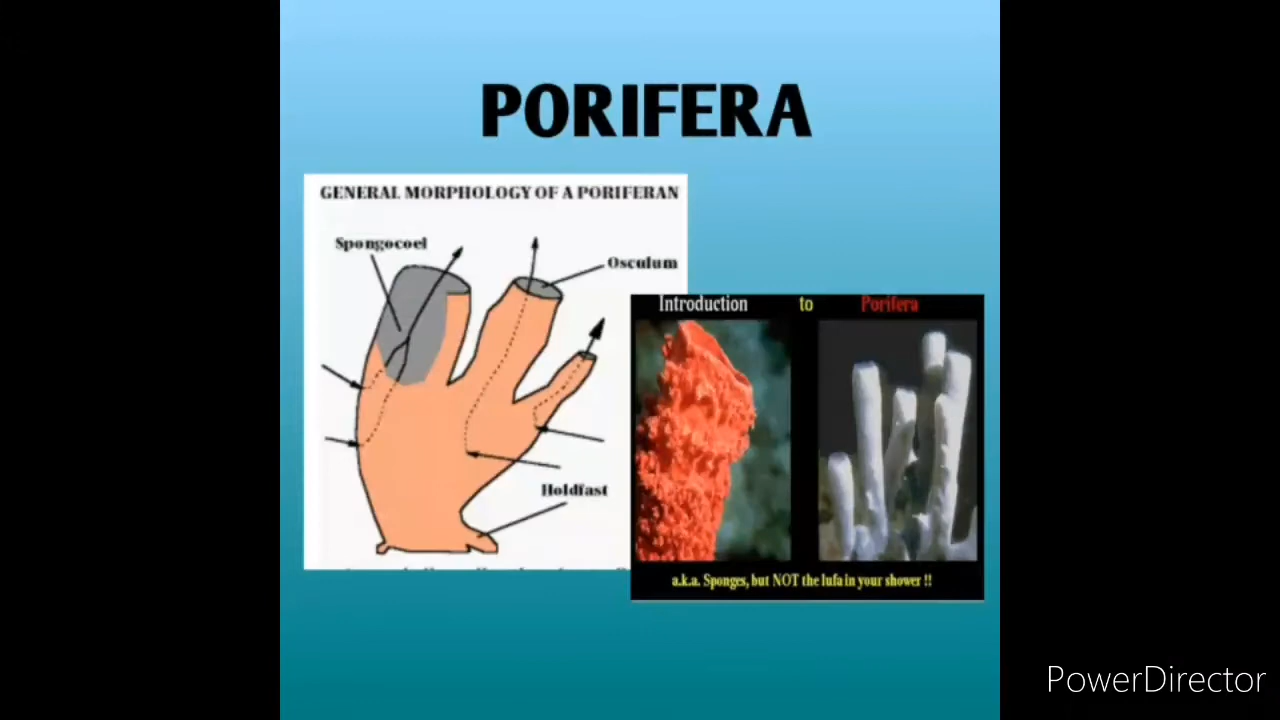 PORIFERA
GENERAL MORPHOLOGY OF A PORIFERAN
Spongocoel
Osculum
Holdfast
Introduction to Porifera
a.k.a. Sponges, but NOT the lufa in your shower !!
PowerDirector